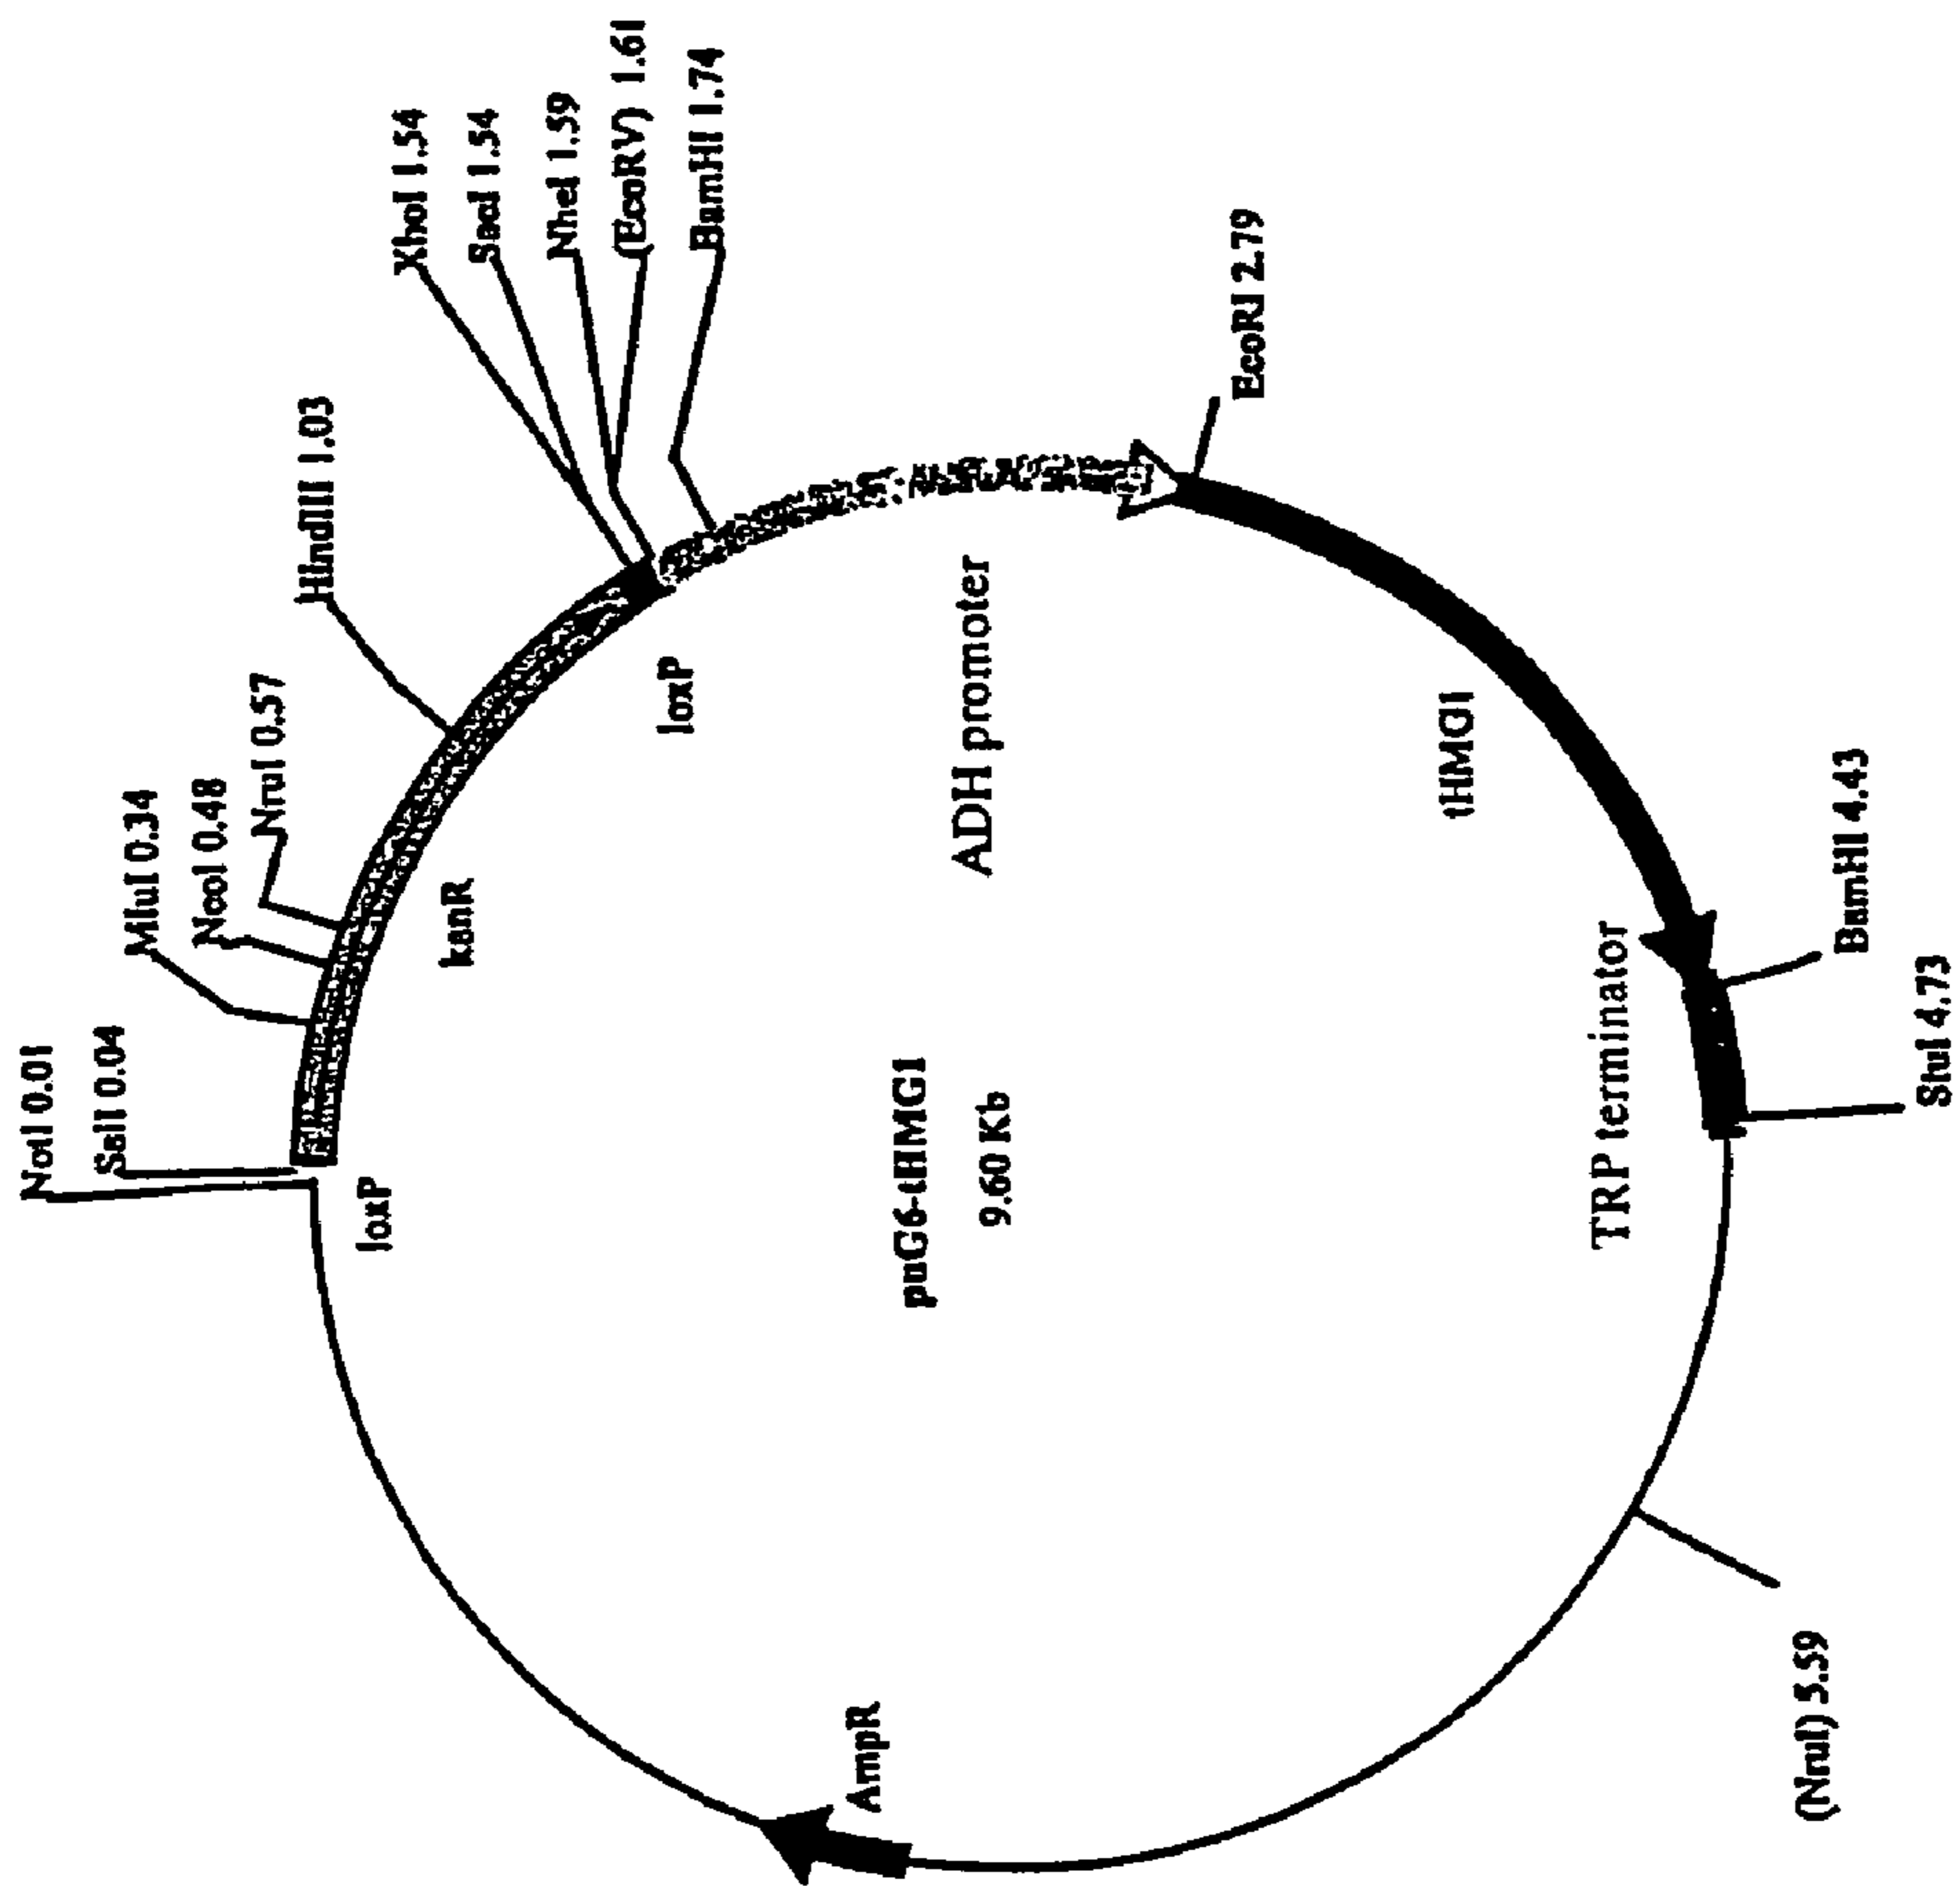 NotI 0.01
SalI 0.04
MluI 0.34
NcoI 0.48
NruI 0.57
HindIII 1.03
XhoI 1.54
SacI 1.54
NheI 1.59
(EcoRV) 1.61
BamHI 1.74
EcoRI 2.79
BamHI 4.43
StuI 4.73
(NruI) 5.59
AmpR
loxP
kanR
loxP
ADH promoter
tHMG1
TRP terminator
puG6-tHMG1
9.60 Kb